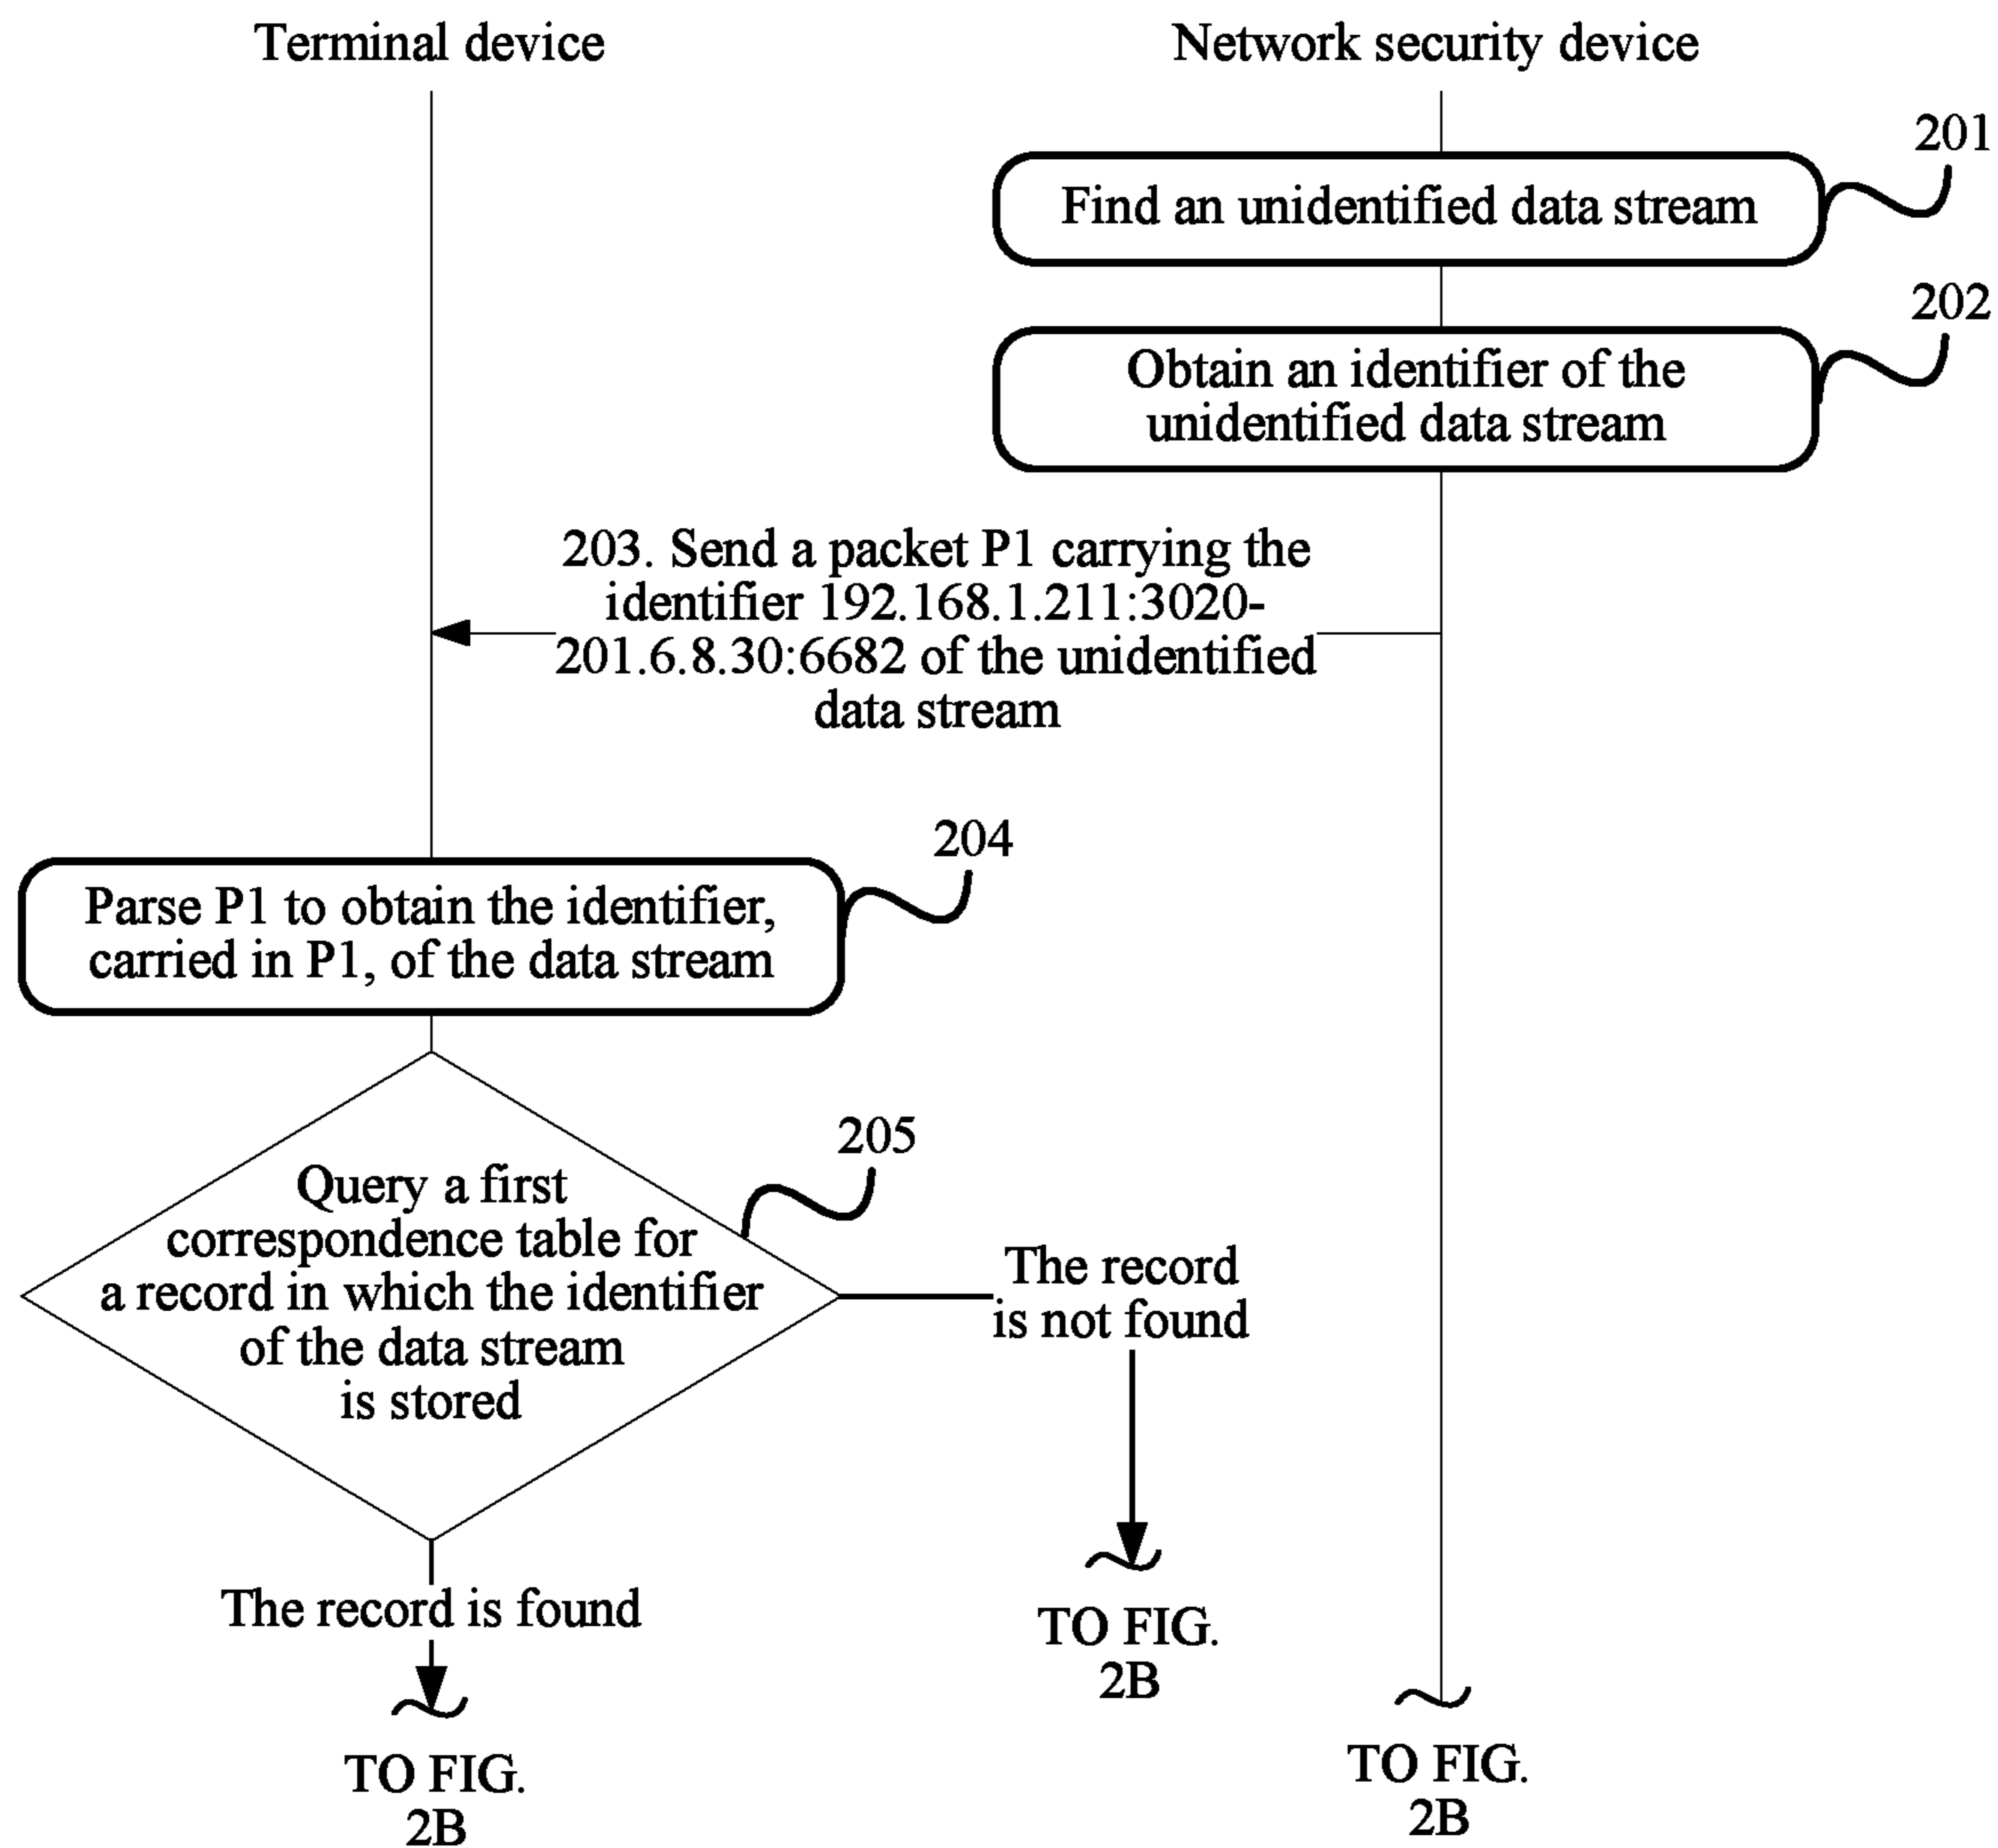 Terminal device
Network security device
201
Find an unidentified data stream
202
Obtain an identifier of the
unidentified data stream
203. Send a packet P1 carrying the
identifier 192.168.1.211:3020-
201.6.8.30:6682 of the unidentified
data stream
204
Parse P1 to obtain the identifier,
carried in P1, of the data stream
205
Query a first
correspondence table for
a record in which the identifier
of the data stream
is stored
The record
is not found
The record is found
TO FIG.
2B
TO FIG.
2B
TO FIG.
2B